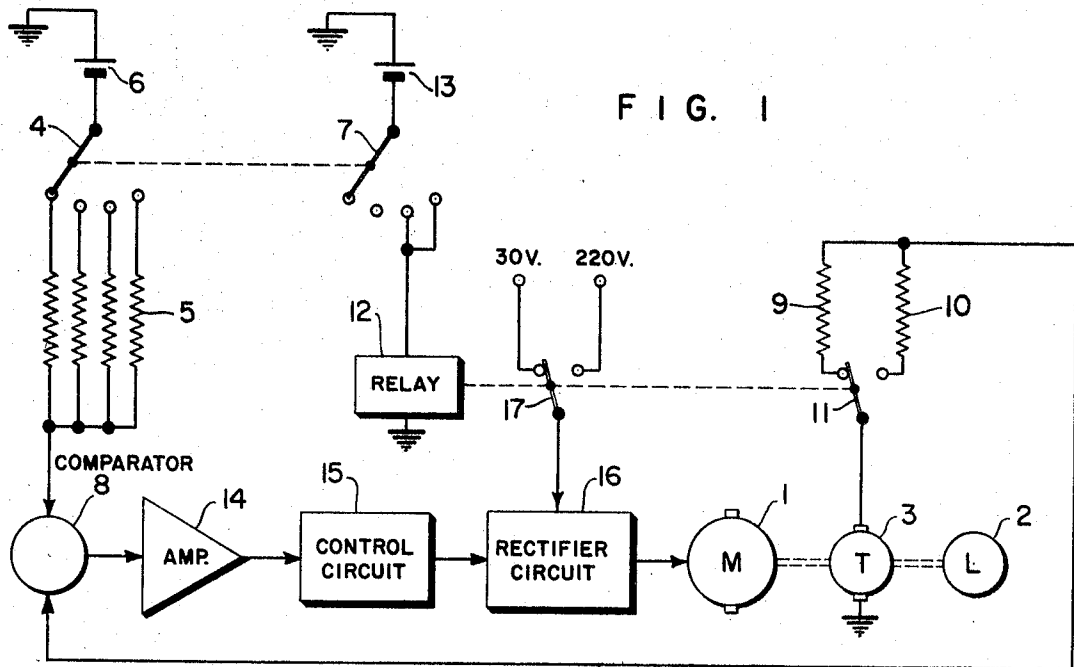 6
13
FIG. 1
4
7
30V.
220V.
5
9
10
12
RELAY
17
11
COMPARATOR
8
14
15
16
1
3
2
AMP.
CONTROL
CIRCUIT
RECTIFIER
CIRCUIT
M
T
L